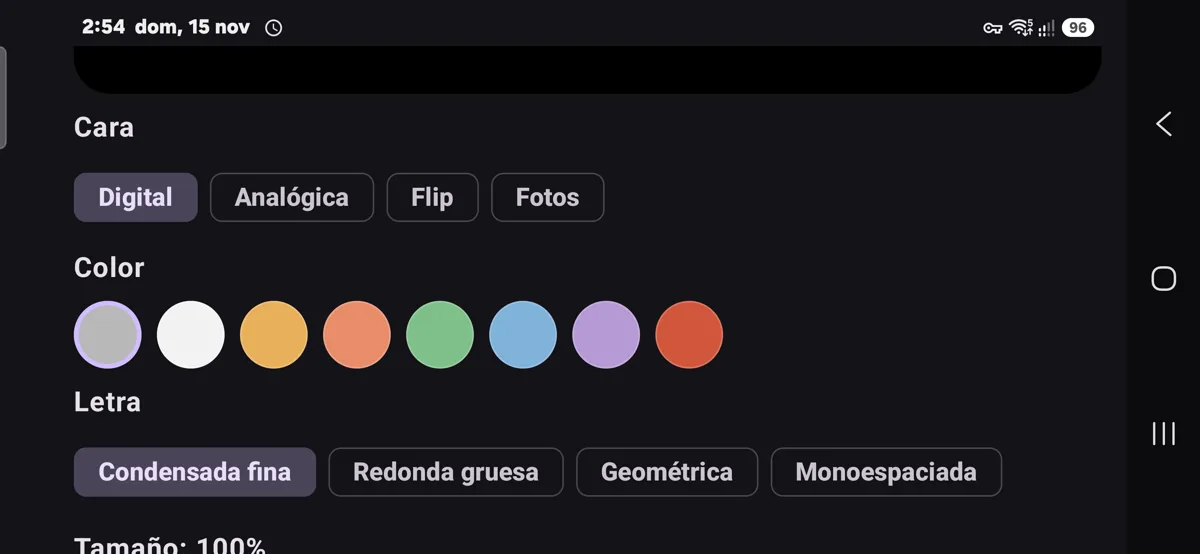 2:54 dom, 15 nov 5 96
Cara
Digital Analógica Flip Fotos
Color
Letra
Condensada fina Redonda gruesa Geométrica Monoespaciada
Tamaño: 100%